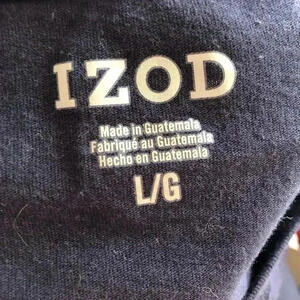 IZOD
Made in Guatemala
Fabriqué au Guatemala
Hecho en Guatemala
L/G